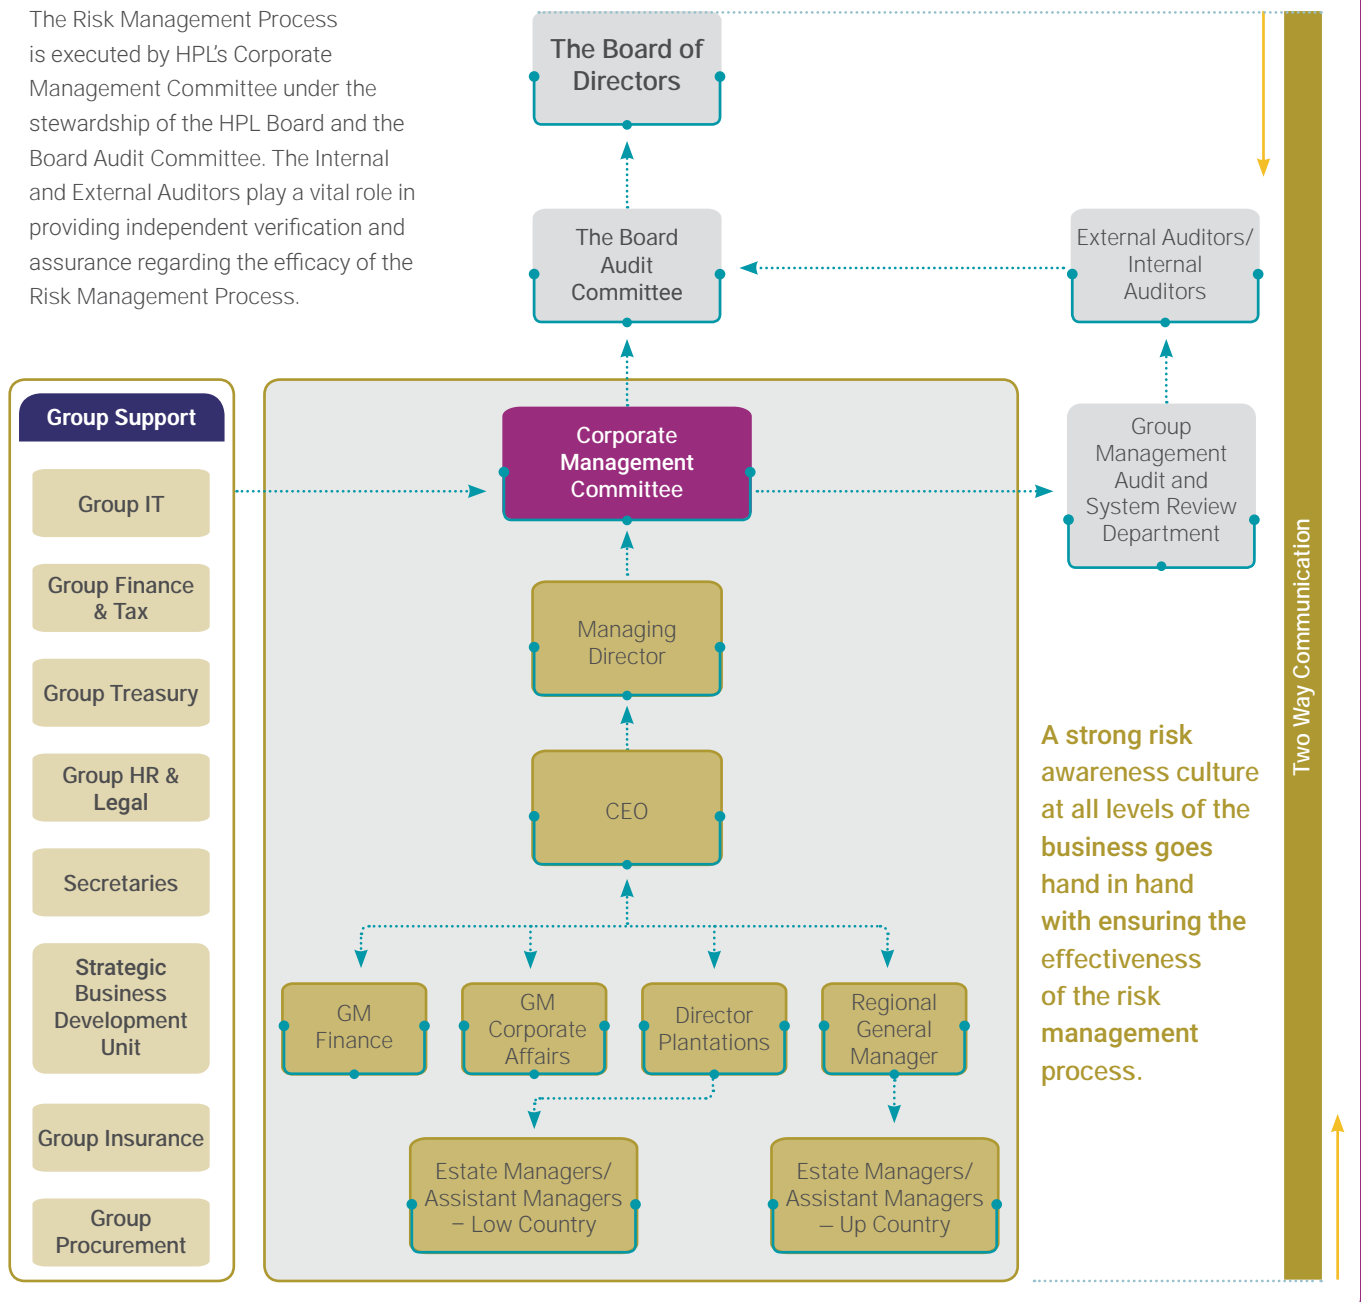 The Risk Management Process
is executed by HPL's Corporate
Management Committee under the
stewardship of the HPL Board and the
Board Audit Committee. The Internal
and External Auditors play a vital role in
providing independent verification and
assurance regarding the efficacy of the
Risk Management Process.
The Board of
Directors
The Board
Audit
Committee
External Auditors/
Internal
Auditors
Group Support
Group IT
Group Finance
& Tax
Group Treasury
Group HR &
Legal
Secretaries
Strategic
Business
Development
Unit
Group Insurance
Group
Procurement
Corporate
Management
Committee
Group
Management
Audit and
System Review
Department
Managing
Director
CEO
GM
Finance
GM
Corporate
Affairs
Director
Plantations
Regional
General
Manager
Estate Managers/
Assistant Managers
– Low Country
Estate Managers/
Assistant Managers
– Up Country
A strong risk
awareness culture
at all levels of the
business goes
hand in hand
with ensuring the
effectiveness
of the risk
management
process.
Two Way Communication